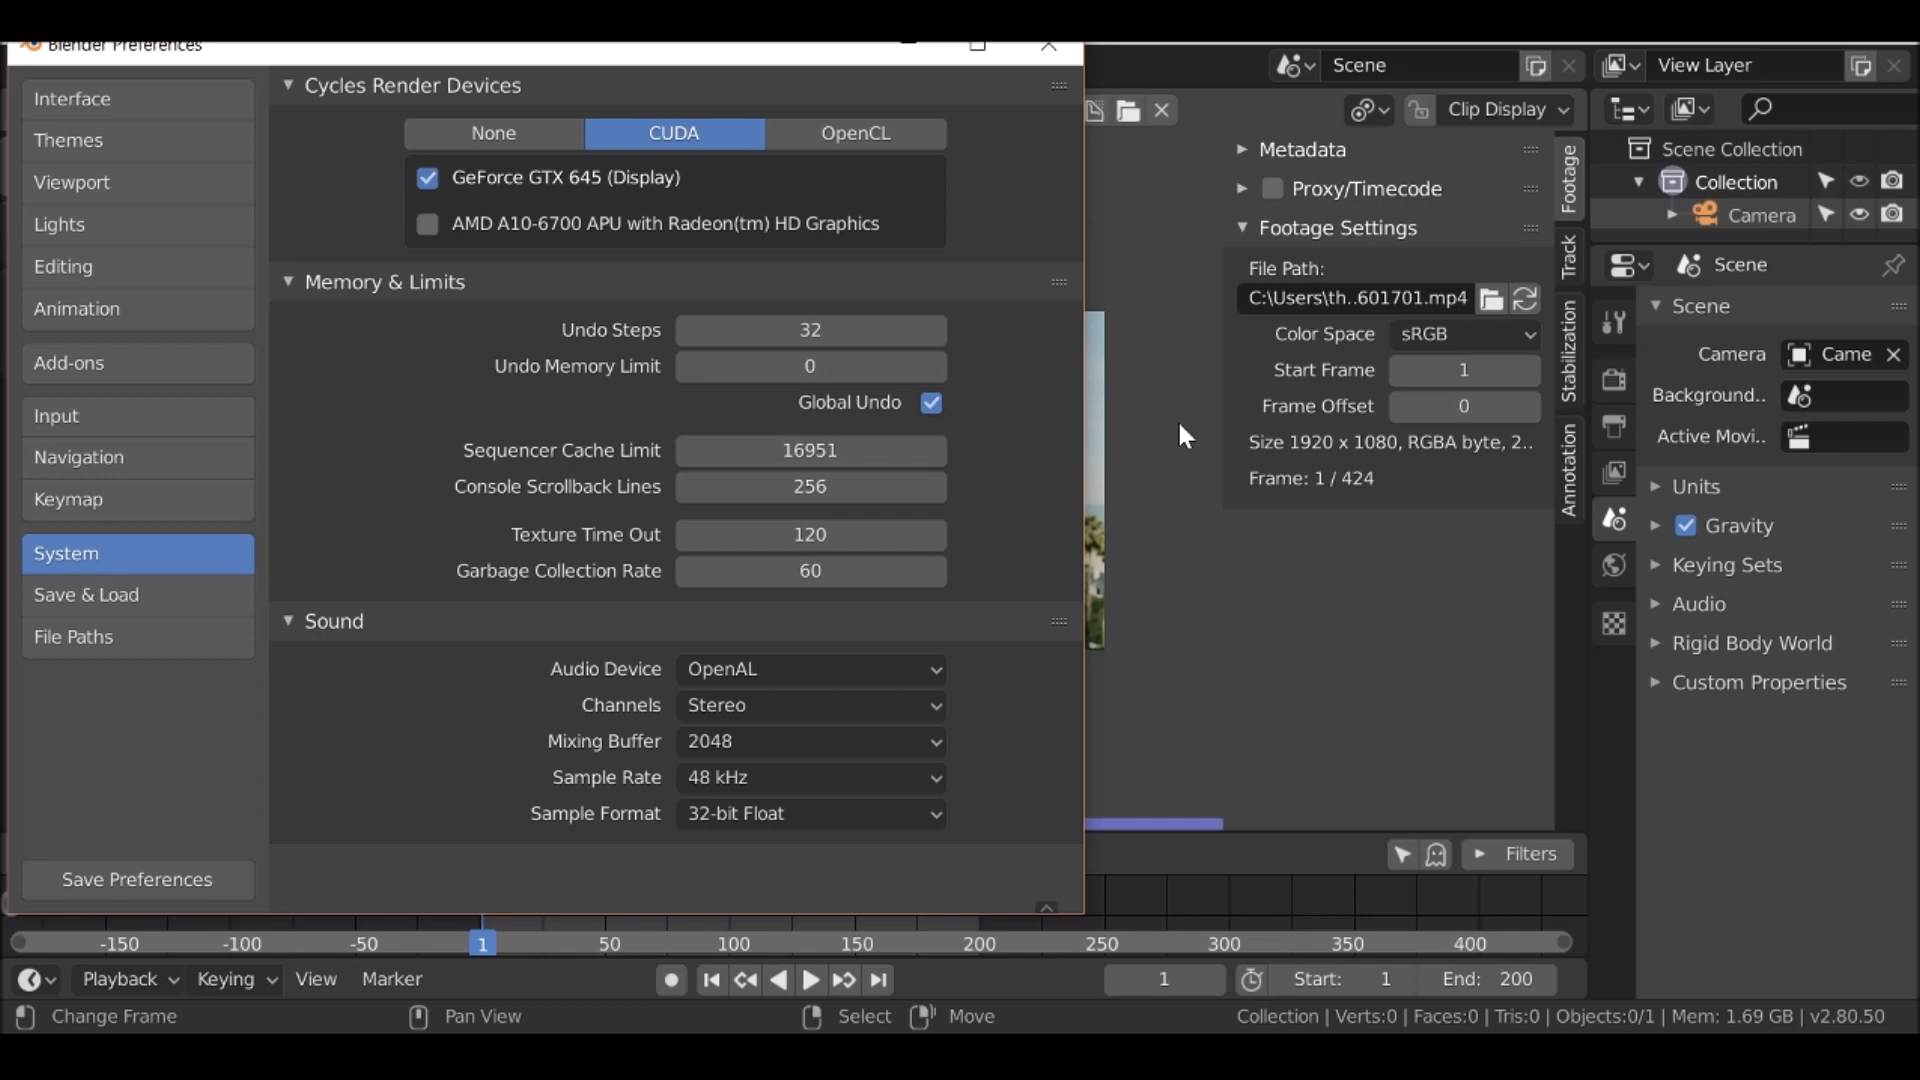 Blender Preferences
Interface
Themes
Viewport
Lights
Editing
Animation
Add-ons
Input
Navigation
Keymap
System
Save & Load
File Paths
Save Preferences
Cycles Render Devices
None CUDA OpenCL
GeForce GTX 645 (Display)
AMD A10-6700 APU with Radeon(tm) HD Graphics
Memory & Limits
Undo Steps 32
Undo Memory Limit 0
Global Undo
Sequencer Cache Limit 16951
Console Scrollback Lines 256
Texture Time Out 120
Garbage Collection Rate 60
Sound
Audio Device OpenAL
Channels Stereo
Mixing Buffer 2048
Sample Rate 48 kHz
Sample Format 32-bit Float
Scene
View Layer
Clip Display
Metadata
Proxy/Timecode
Footage Settings
File Path:
C:\Users\th..601701.mp4
Color Space sRGB
Start Frame 1
Frame Offset 0
Size 1920 x 1080, RGBA byte, 2..
Frame: 1 / 424
Footage
Track
Stabilization
Annotation
Scene Collection
Collection
Camera
Scene
Scene
Camera Came
Background..
Active Movi..
Units
Gravity
Keying Sets
Audio
Rigid Body World
Custom Properties
Filters
-150 -100 -50 1 50 100 150 200 250 300 350 400
Playback Keying View Marker 1 Start: 1 End: 200
Change Frame Pan View Select Move Collection | Verts:0 | Faces:0 | Tris:0 | Objects:0/1 | Mem: 1.69 GB | v2.80.50